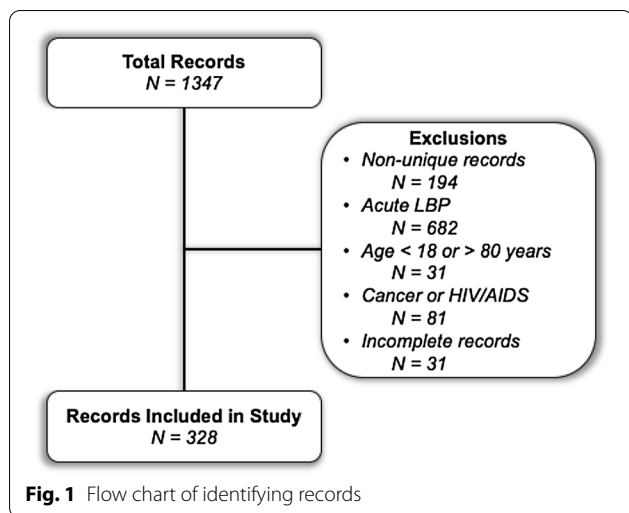 Total Records
N = 1347
Exclusions
• Non-unique records
N = 194
• Acute LBP
N = 682
• Age < 18 or > 80 years
N = 31
• Cancer or HIV/AIDS
N = 81
• Incomplete records
N = 31
Records Included in Study
N = 328
Fig. 1 Flow chart of identifying records